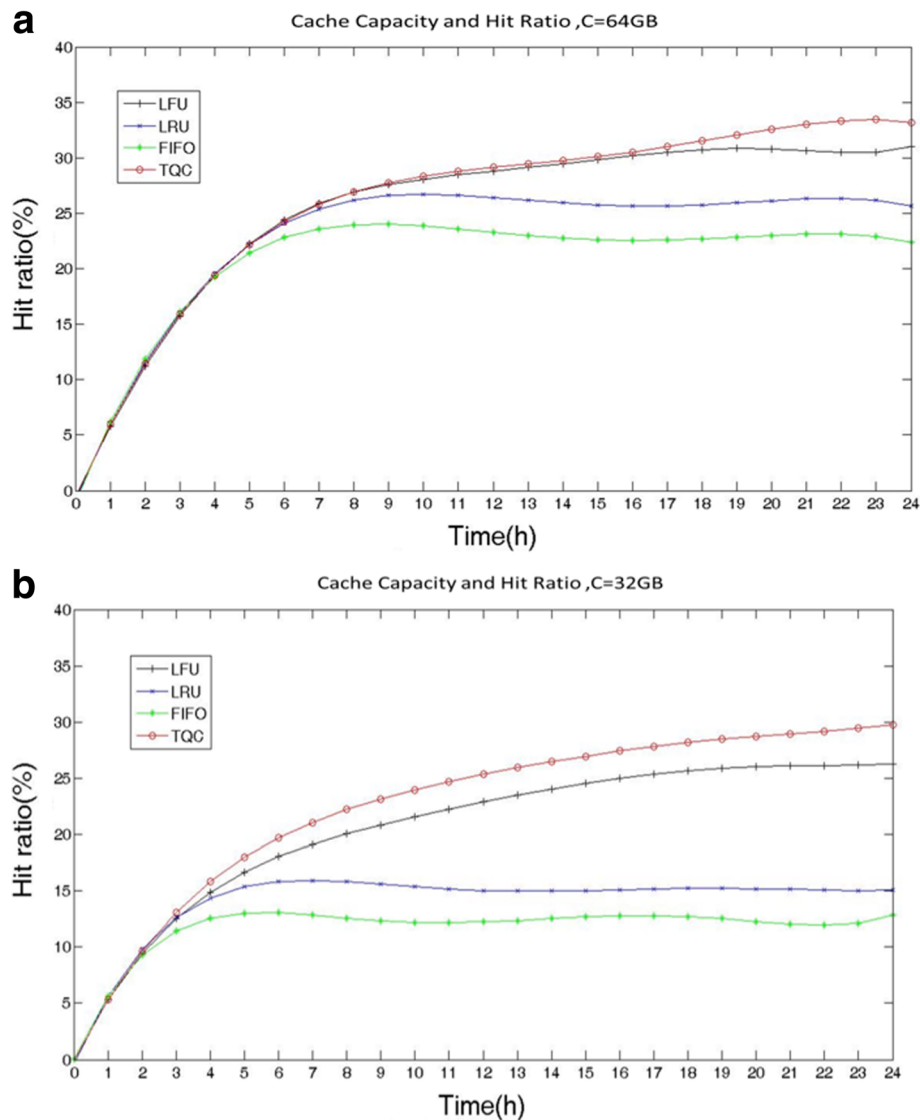 a
Cache Capacity and Hit Ratio ,C=64GB
40
35
30
25
20
15
10
5
0
Hit ratio(%)
LFU
LRU
FIFO
TQC
0 1 2 3 4 5 6 7 8 9 10 11 12 13 14 15 16 17 18 19 20 21 22 23 24
Time(h)
b
Cache Capacity and Hit Ratio ,C=32GB
40
35
30
25
20
15
10
5
0
Hit ratio(%)
LFU
LRU
FIFO
TQC
0 1 2 3 4 5 6 7 8 9 10 11 12 13 14 15 16 17 18 19 20 21 22 23 24
Time(h)